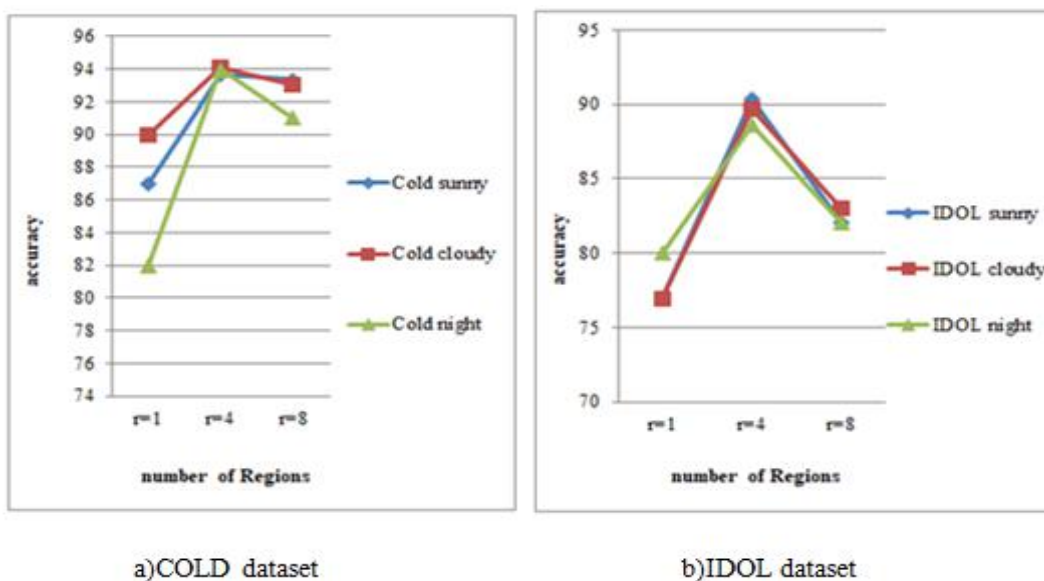 96
94
92
90
88
86
84
82
80
78
76
74
accuracy
r=1 r=4 r=8
number of Regions
Cold sunny
Cold cloudy
Cold night
95
90
85
80
75
70
accuracy
r=1 r=4 r=8
number of Regions
IDOL sunny
IDOL cloudy
IDOL night
a)COLD dataset
b)IDOL dataset